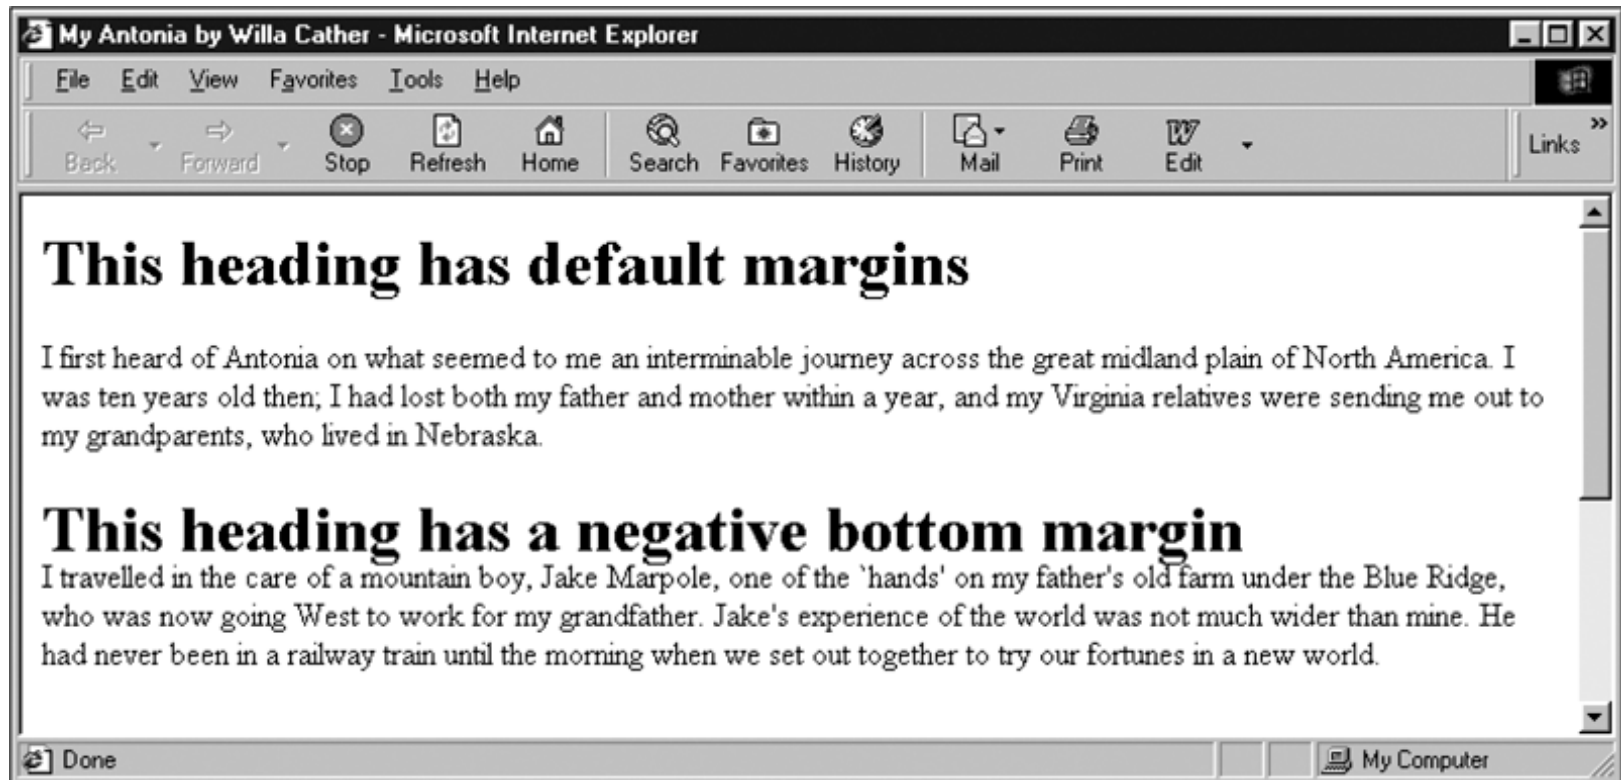 My Antonia by Willa Cather - Microsoft Internet Explorer
File Edit View Favorites Tools Help
Back Forward Stop Refresh Home Search Favorites History Mail Print Edit Links »
This heading has default margins
I first heard of Antonia on what seemed to me an interminable journey across the great midland plain of North America. I
was ten years old then; I had lost both my father and mother within a year, and my Virginia relatives were sending me out to
my grandparents, who lived in Nebraska.
This heading has a negative bottom margin
I travelled in the care of a mountain boy, Jake Marpole, one of the `hands' on my father's old farm under the Blue Ridge,
who was now going West to work for my grandfather. Jake's experience of the world was not much wider than mine. He
had never been in a railway train until the morning when we set out together to try our fortunes in a new world.
Done My Computer